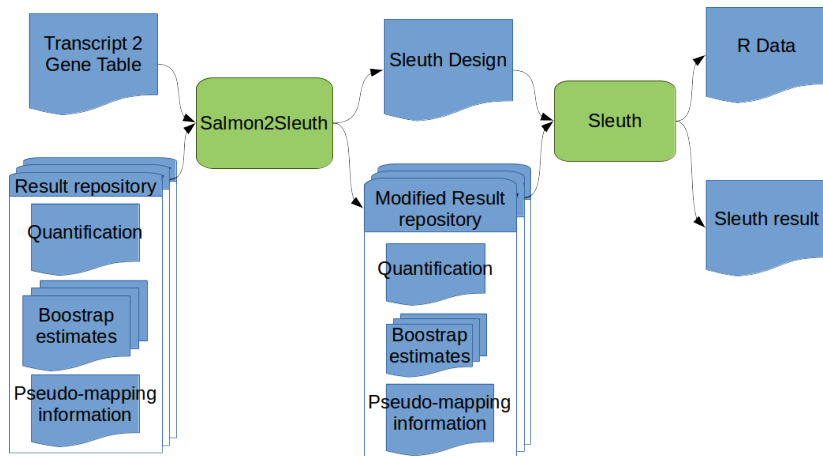 Transcript 2
Gene Table
Salmon2Sleuth
Sleuth Design
Sleuth
R Data
Sleuth result
Result repository
Quantification
Boostrap
estimates
Pseudo-mapping
information
Modified Result
repository
Quantification
Boostrap
estimates
Pseudo-mapping
information